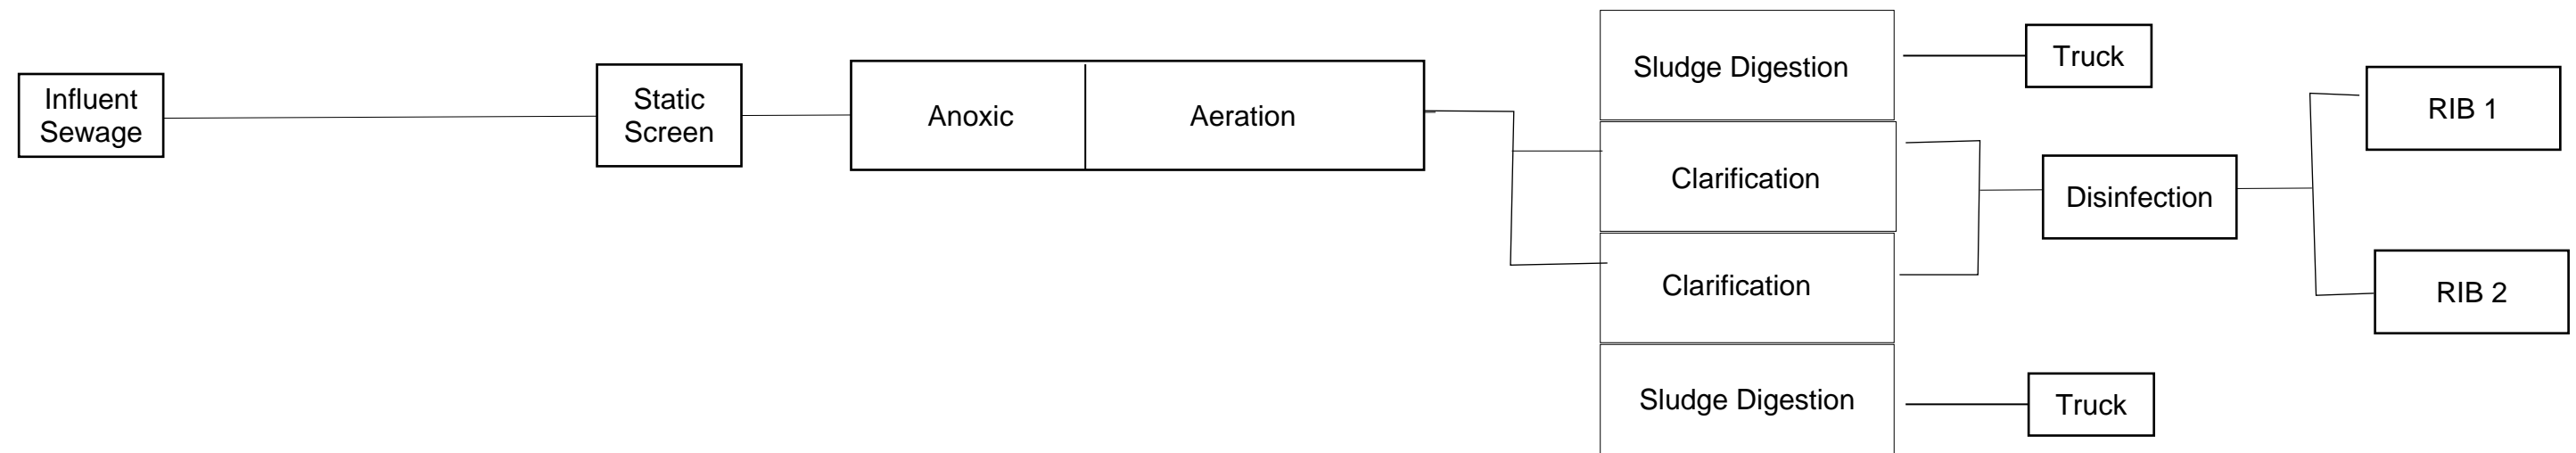 Influent
Sewage
Static
Screen
Anoxic
Aeration
Sludge Digestion
Truck
Clarification
Clarification
Disinfection
RIB 1
RIB 2
Sludge Digestion
Truck